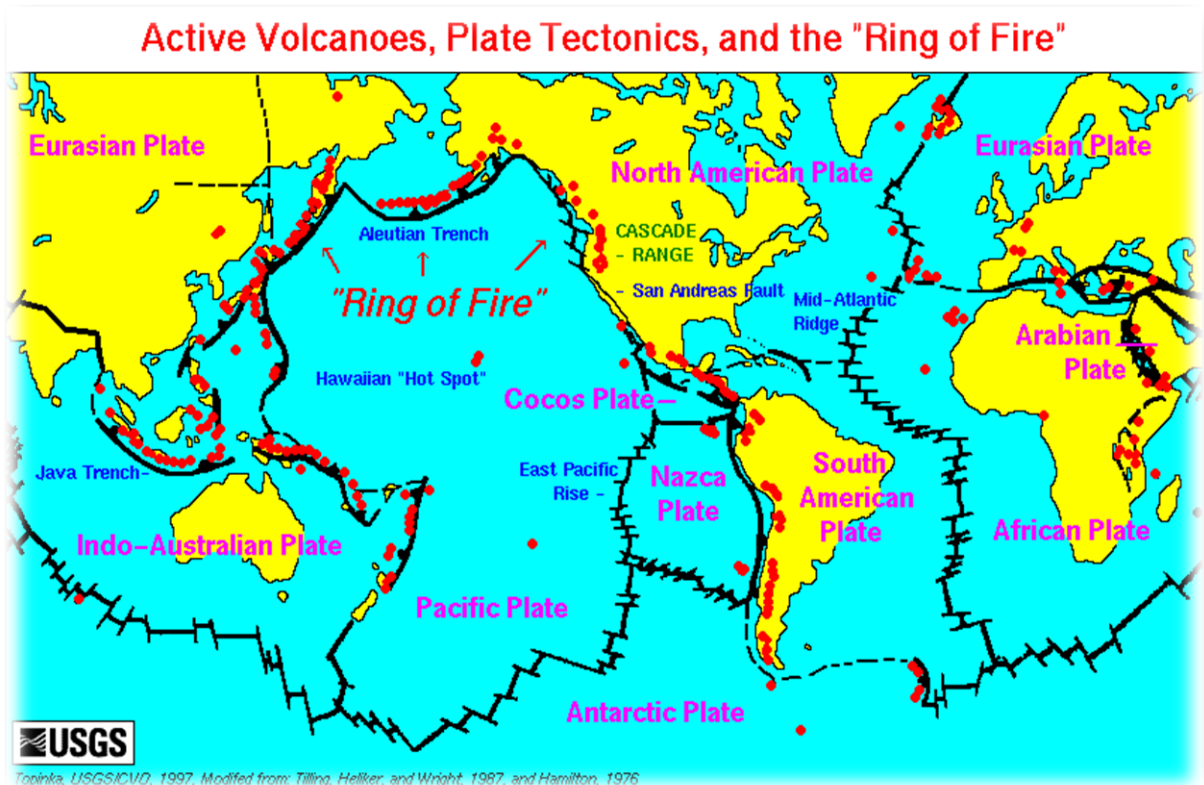 Active Volcanoes, Plate Tectonics, and the "Ring of Fire"
Eurasian Plate
North American Plate
Eurasian Plate
Aleutian Trench
CASCADE
- RANGE
"Ring of Fire"
- San Andreas Fault
Mid-Atlantic
Ridge
Arabian
Plate
Hawaiian "Hot Spot"
Cocos Plate
Java Trench-
East Pacific
Rise -
Nazca
Plate
South
American
Plate
Indo-Australian Plate
African Plate
Pacific Plate
Antarctic Plate
USGS
Topinka, USGS/CVO, 1997, Modifed from: Tilling, Heliker, and Wright, 1987, and Hamilton, 1976